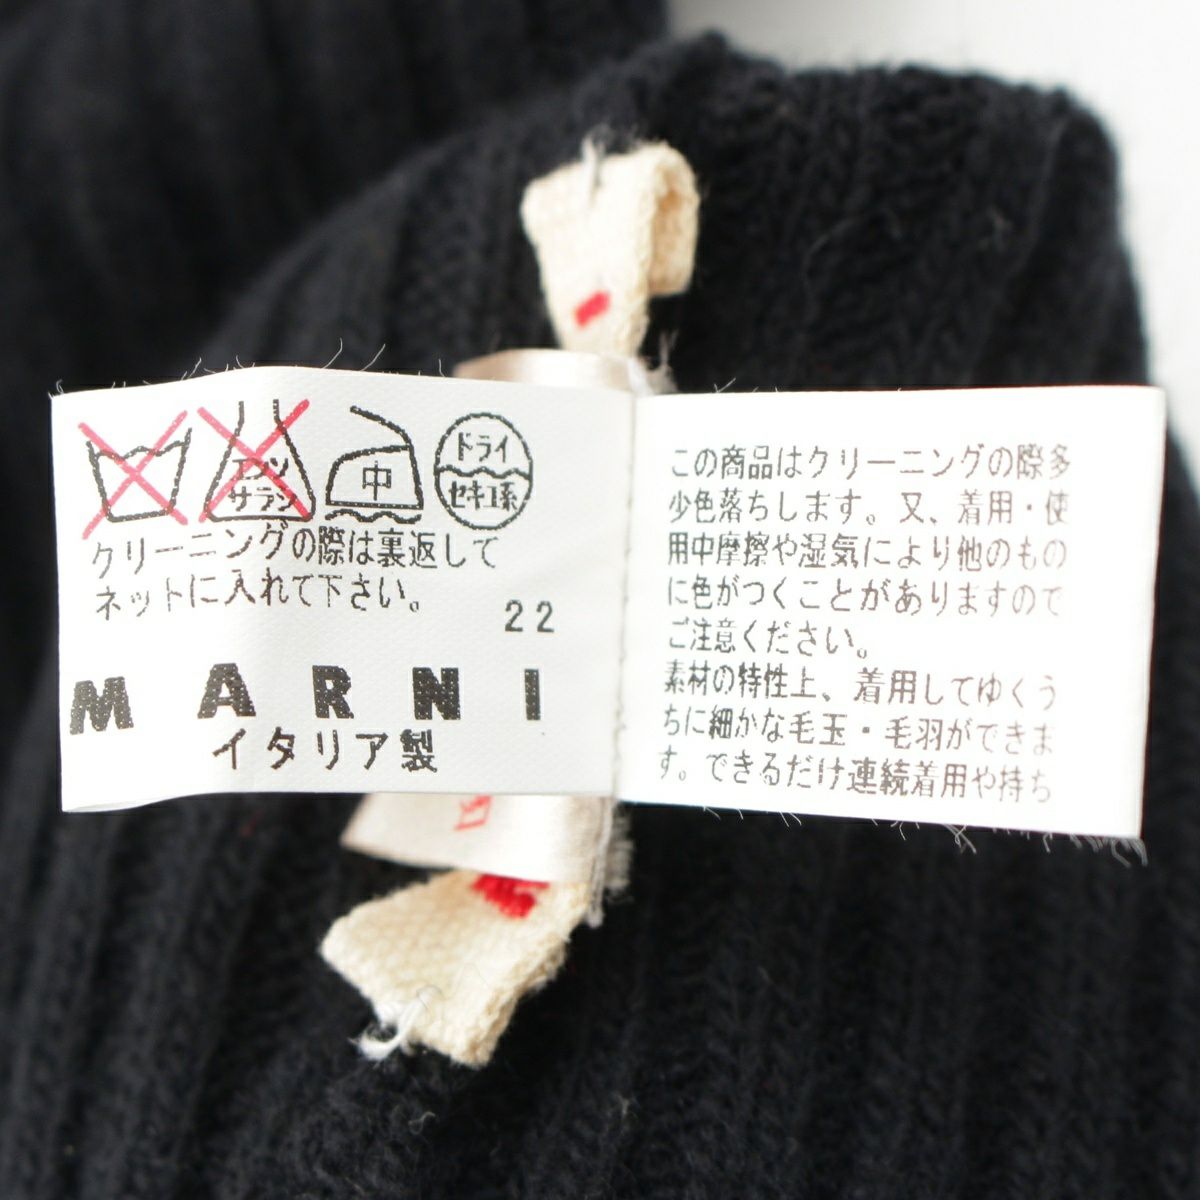 エンソ
サラシ
中
ドライ
セキユ系
クリーニングの際は裏返して
ネットに入れて下さい。
22
MARNI
イタリア製
この商品はクリーニングの際多
少色落ちします。又、着用・使
用中摩擦や湿気により他のもの
に色がつくことがありますので
ご注意ください。
素材の特性上、着用してゆくう
ちに細かな毛玉・毛羽ができま
す。できるだけ連続着用や持ち